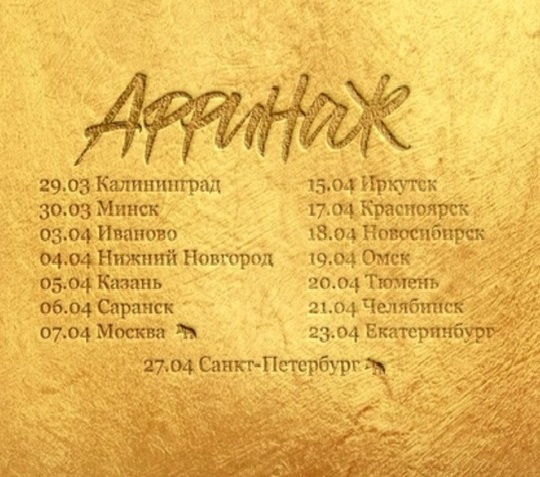 Аффинаж
29.03 Калининград
30.03 Минск
03.04 Иваново
04.04 Нижний Новгород
05.04 Казань
06.04 Саранск
07.04 Москва
15.04 Иркутск
17.04 Красноярск
18.04 Новосибирск
19.04 Омск
20.04 Тюмень
21.04 Челябинск
23.04 Екатеринбург
27.04 Санкт-Петербург